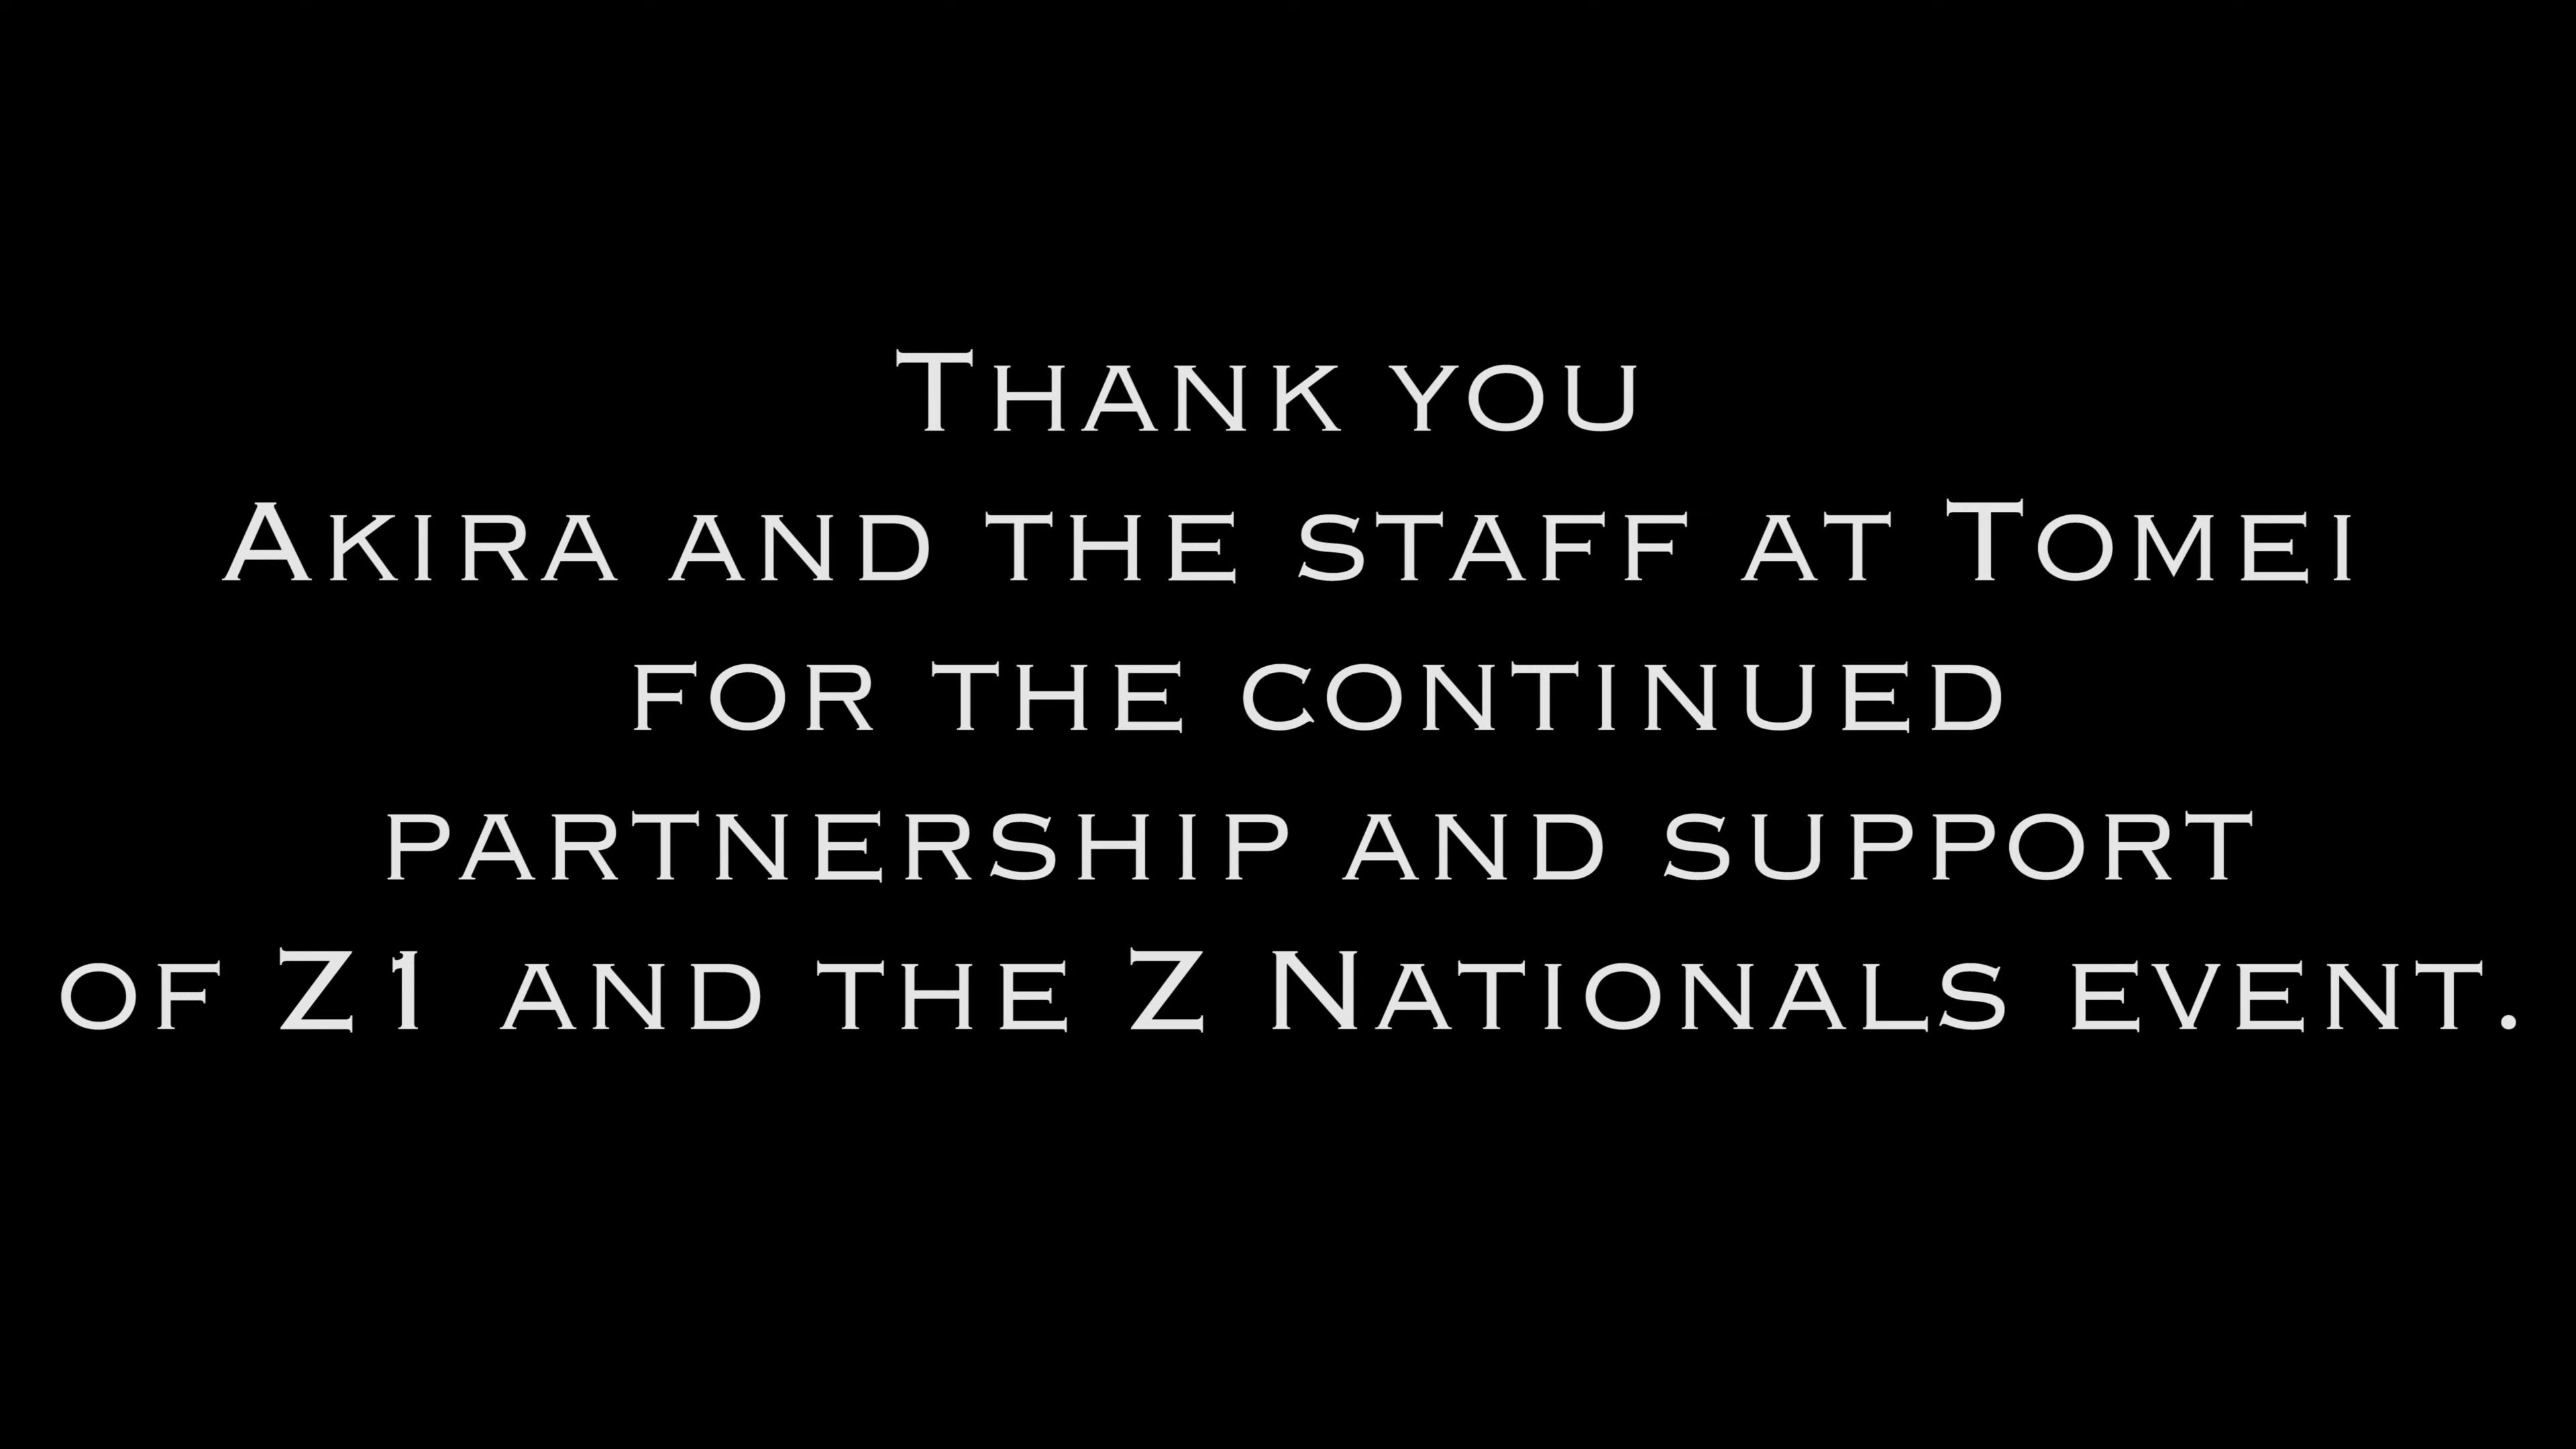 Thank you
Akira and the staff at Tomei
for the continued
partnership and support
of Z1 and the Z Nationals event.